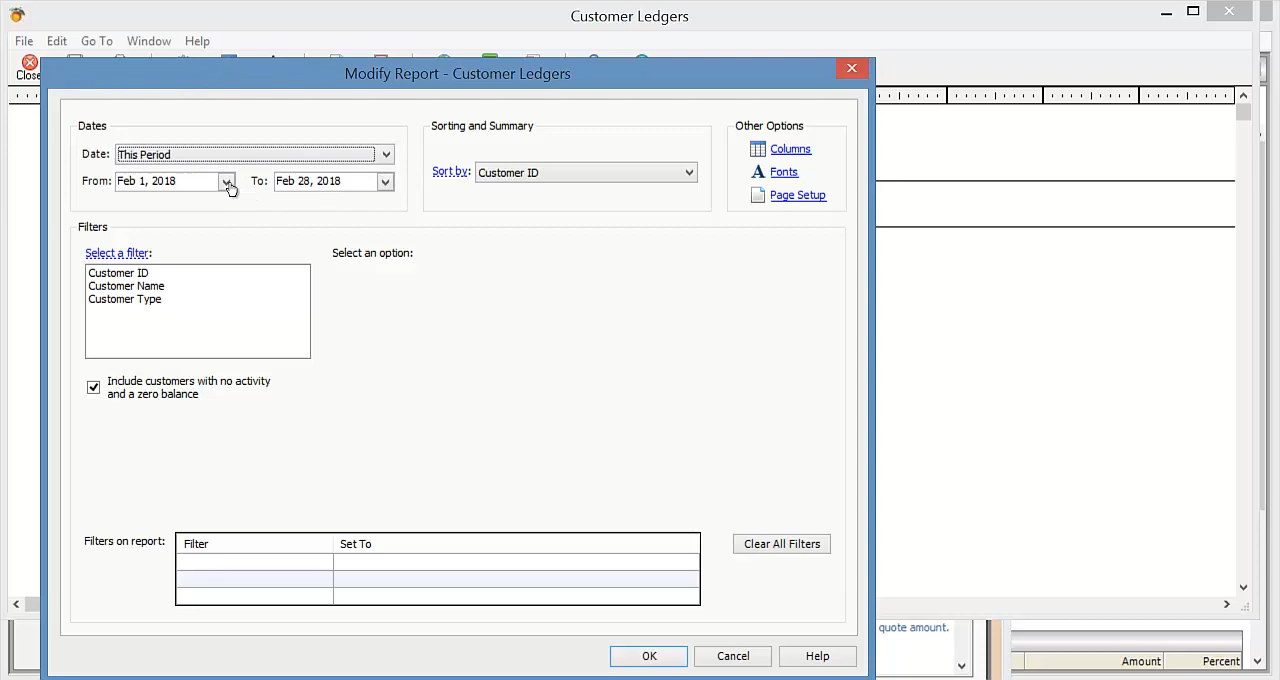 Customer Ledgers
File Edit Go To Window Help
Close
Modify Report - Customer Ledgers
Dates
Date: This Period
From: Feb 1, 2018 To: Feb 28, 2018
Sorting and Summary
Sort by: Customer ID
Other Options
Columns
A Fonts
Page Setup
Filters
Select a filter:
Customer ID
Customer Name
Customer Type
Select an option:
Include customers with no activity
and a zero balance
Filters on report:
Filter Set To
Clear All Filters
OK Cancel Help
quote amount.
Amount Percent